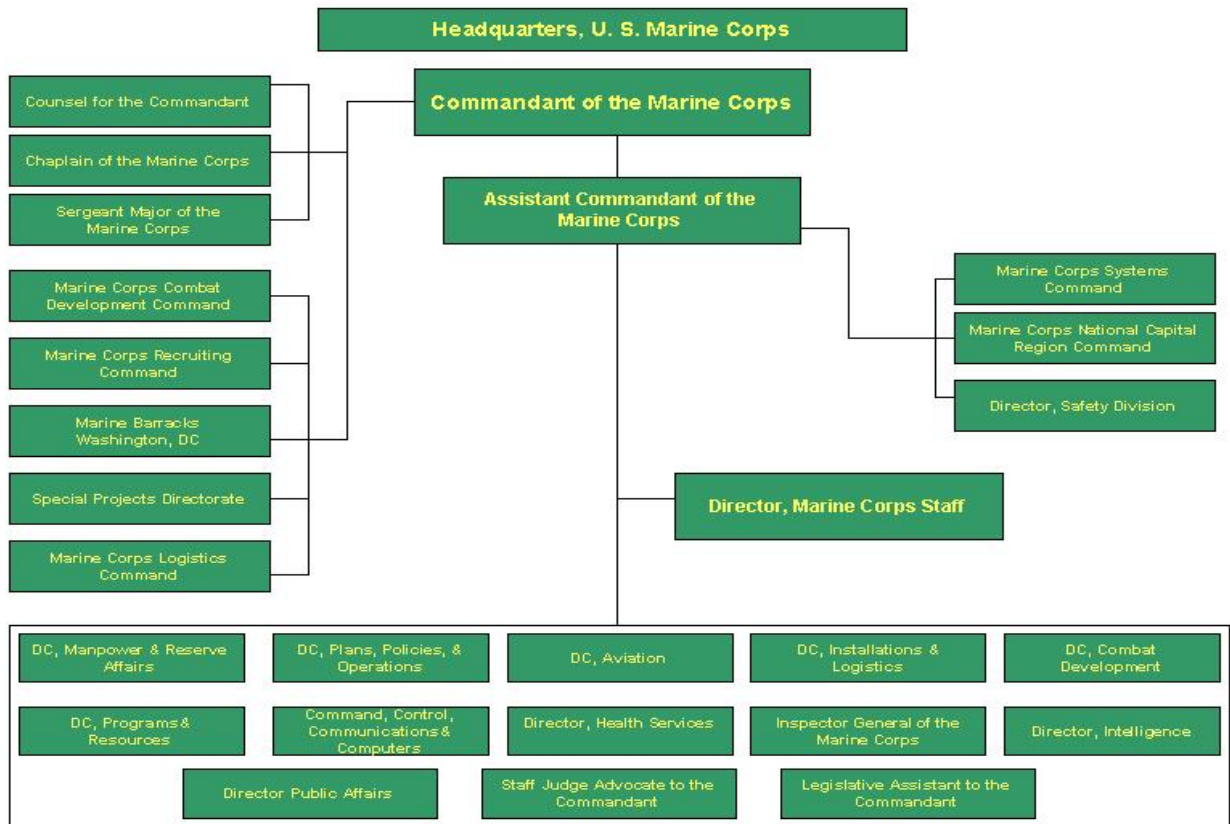 Headquarters, U. S. Marine Corps
Commandant of the Marine Corps
Counsel for the Commandant
Chaplain of the Marine Corps
Sergeant Major of the
Marine Corps
Assistant Commandant of the
Marine Corps
Marine Corps Combat
Development Command
Marine Corps Recruiting
Command
Marine Barracks
Washington, DC
Special Projects Directorate
Marine Corps Logistics
Command
Marine Corps Systems
Command
Marine Corps National Capital
Region Command
Director, Safety Division
Director, Marine Corps Staff
DC, Manpower & Reserve
Affairs
DC, Plans, Policies, &
Operations
DC, Aviation
DC, Installations &
Logistics
DC, Combat
Development
DC, Programs &
Resources
Command, Control,
Communications &
Computers
Director, Health Services
Inspector General of the
Marine Corps
Director, Intelligence
Director Public Affairs
Staff Judge Advocate to the
Commandant
Legislative Assistant to the
Commandant